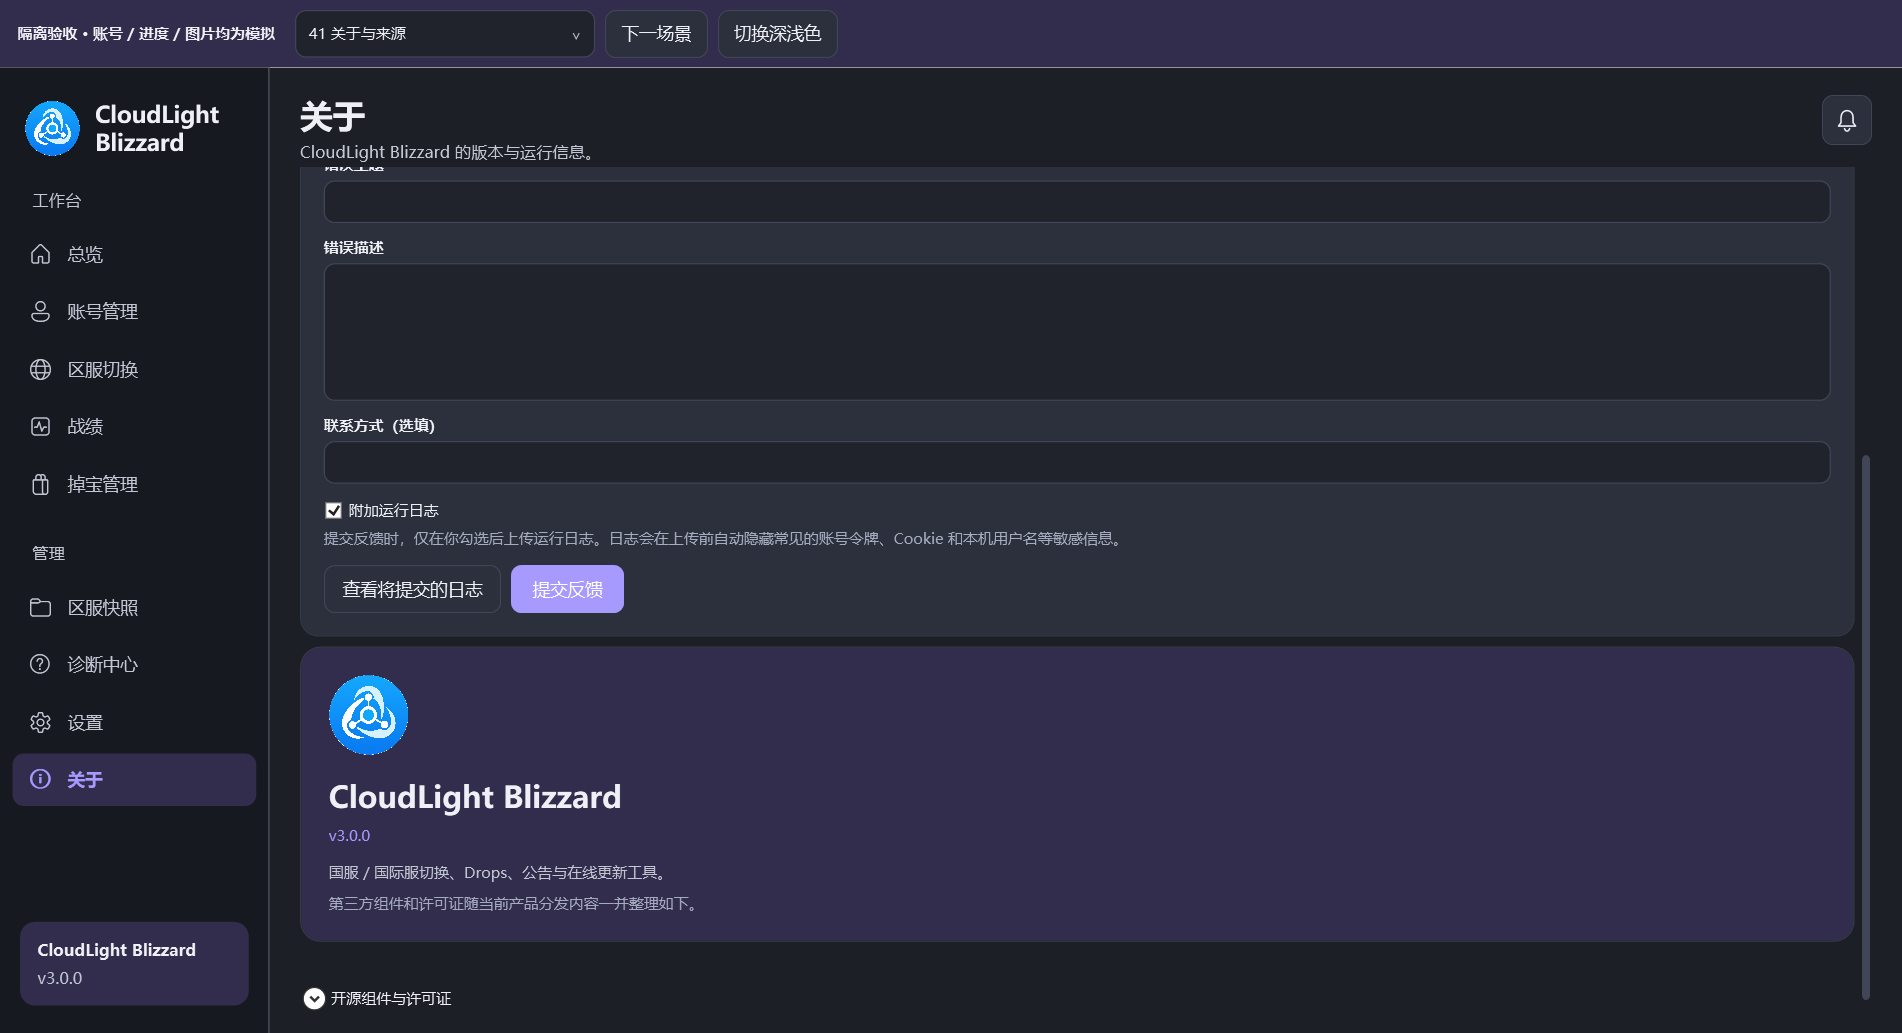 隔离验收 • 账号 / 进度 / 图片均为模拟
41 关于与来源
下一场景
切换深浅色
CloudLight
Blizzard
工作台
总览
账号管理
区服切换
战绩
掉宝管理
管理
区服快照
诊断中心
设置
关于
CloudLight Blizzard
v3.0.0
关于
CloudLight Blizzard 的版本与运行信息。
错误描述
联系方式（选填）
附加运行日志
提交反馈时，仅在你勾选后上传运行日志。日志会在上传前自动隐藏常见的账号令牌、Cookie 和本机用户名等敏感信息。
查看将提交的日志
提交反馈
CloudLight Blizzard
v3.0.0
国服 / 国际服切换、Drops、公告与在线更新工具。
第三方组件和许可证随当前产品分发内容一并整理如下。
开源组件与许可证